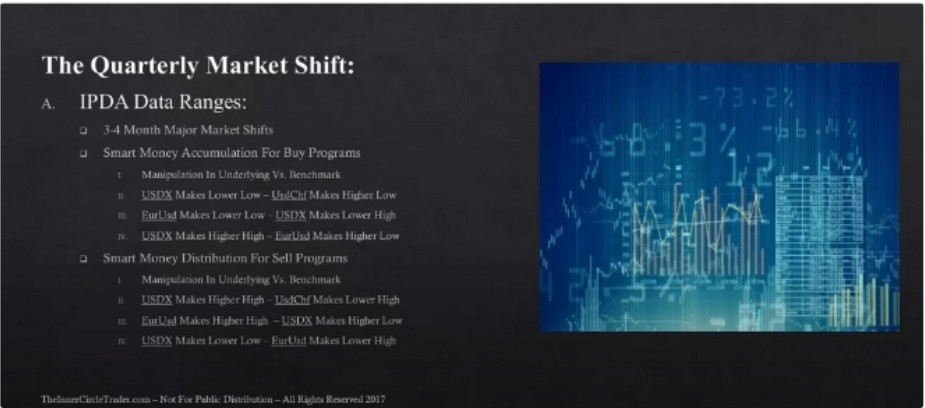 The Quarterly Market Shift:
A. IPDA Data Ranges:
❑ 3-4 Month Major Market Shifts
❑ Smart Money Accumulation For Buy Programs
I. Manipulation In Underlying Vs. Benchmark
II. USDX Makes Lower Low – UsdChf Makes Higher Low
III. EurUsd Makes Lower Low – USDX Makes Lower High
IV. USDX Makes Higher High – EurUsd Makes Higher Low
❑ Smart Money Distribution For Sell Programs
I. Manipulation In Underlying Vs. Benchmark
II. USDX Makes Higher High – UsdChf Makes Lower High
III. EurUsd Makes Higher High – USDX Makes Higher Low
IV. USDX Makes Lower Low – EurUsd Makes Lower High
-73.2%
TheInnerCircleTrader.com – Not For Public Distribution – All Rights Reserved 2017